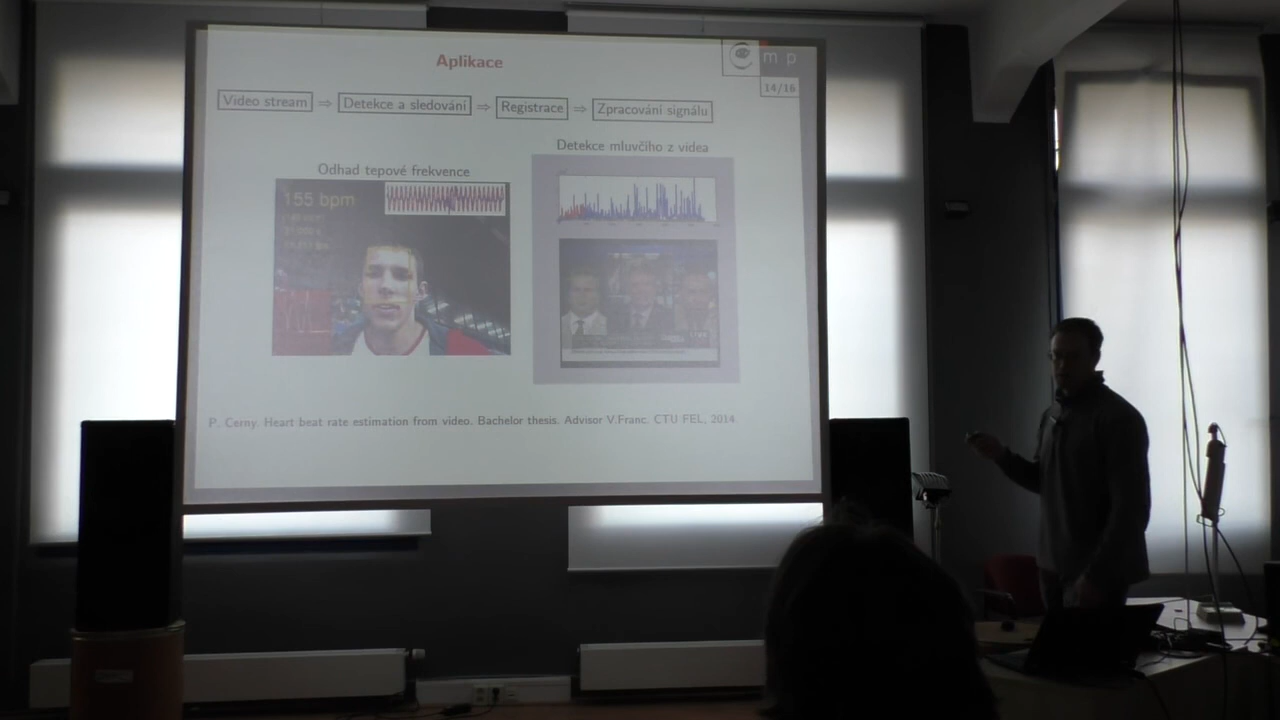 Aplikace
m p
14/16
Video stream ⇒ Detekce a sledování ⇒ Registrace ⇒ Zpracování signálu
Odhad tepové frekvence
Detekce mluvčího z videa
155 bpm
P. Cerny. Heart beat rate estimation from video. Bachelor thesis. Advisor V.Franc. CTU FEL, 2014.